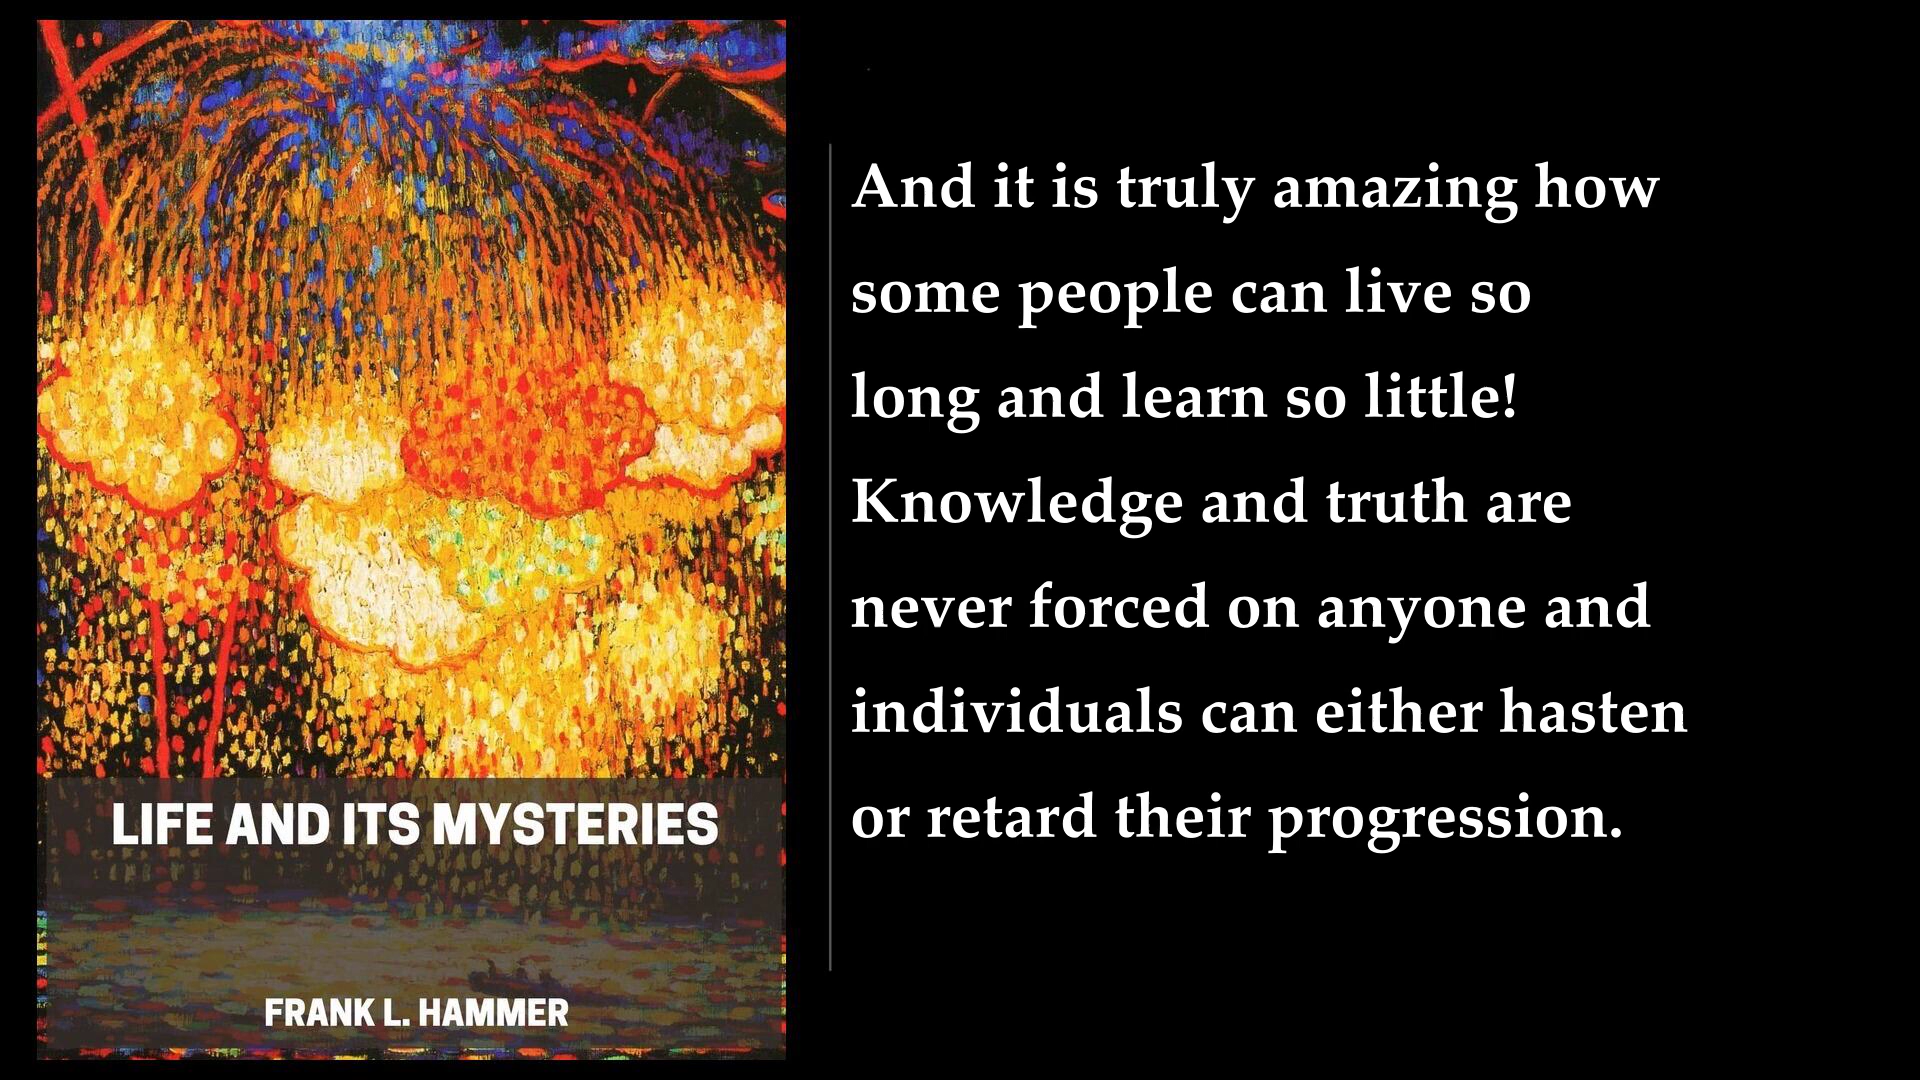 LIFE AND ITS MYSTERIES
FRANK L. HAMMER
And it is truly amazing how
some people can live so
long and learn so little!
Knowledge and truth are
never forced on anyone and
individuals can either hasten
or retard their progression.